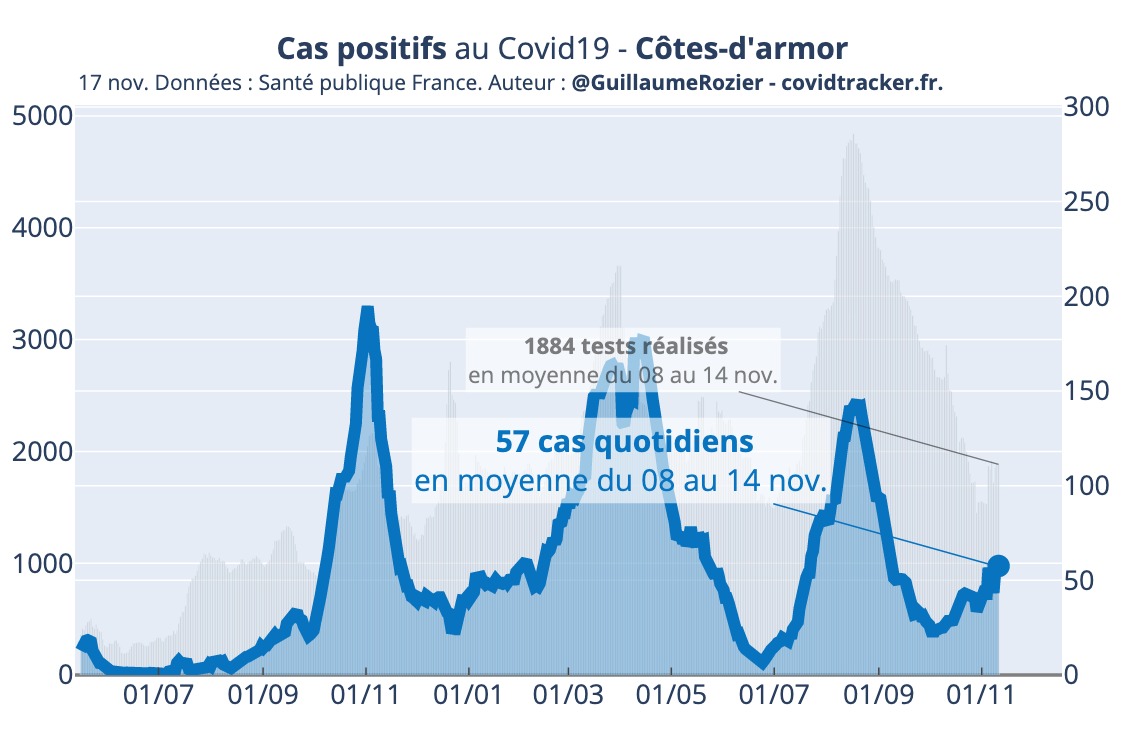 Cas positifs au Covid19 - Côtes-d'armor
17 nov. Données : Santé publique France. Auteur : @GuillaumeRozier - covidtracker.fr.
5000
4000
3000
2000
1000
0
300
250
200
150
100
50
0
1884 tests réalisés
en moyenne du 08 au 14 nov.
57 cas quotidiens
en moyenne du 08 au 14 nov.
01/07 01/09 01/11 01/01 01/03 01/05 01/07 01/09 01/11